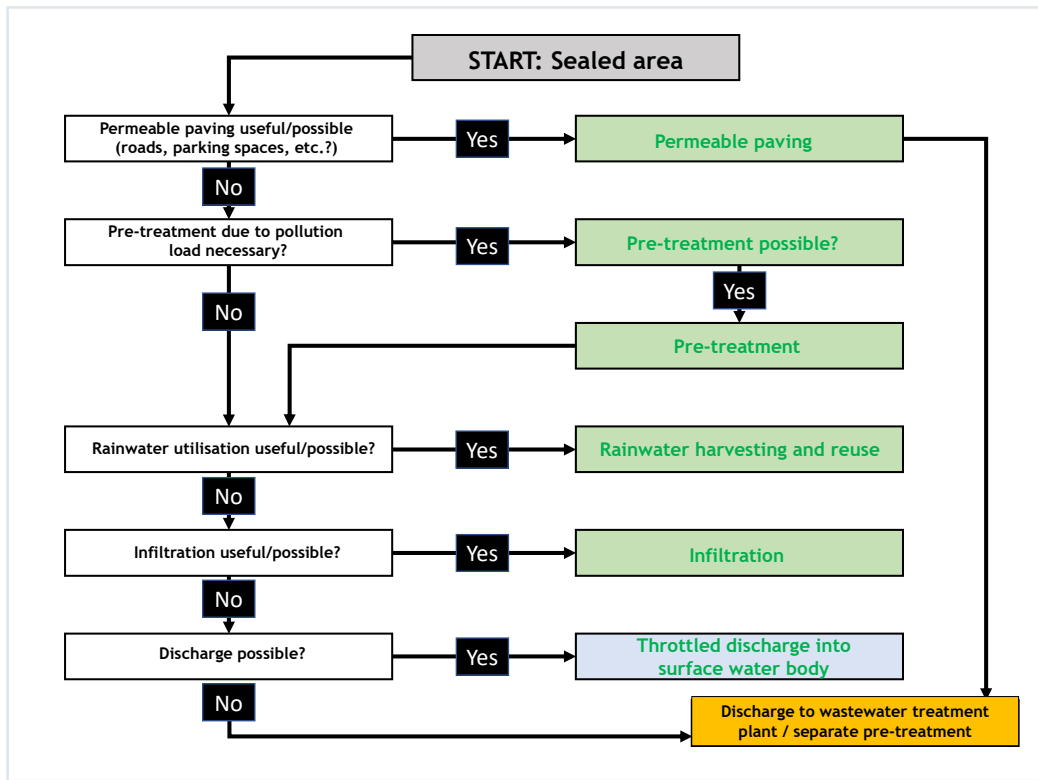 START: Sealed area
Permeable paving useful/possible
(roads, parking spaces, etc.?)
Yes
Permeable paving
No
Pre-treatment due to pollution
load necessary?
Yes
Pre-treatment possible?
No
Yes
Pre-treatment
Rainwater utilisation useful/possible?
Yes
Rainwater harvesting and reuse
No
Infiltration useful/possible?
Yes
Infiltration
No
Discharge possible?
Yes
Throttled discharge into
surface water body
No
Discharge to wastewater treatment
plant / separate pre-treatment